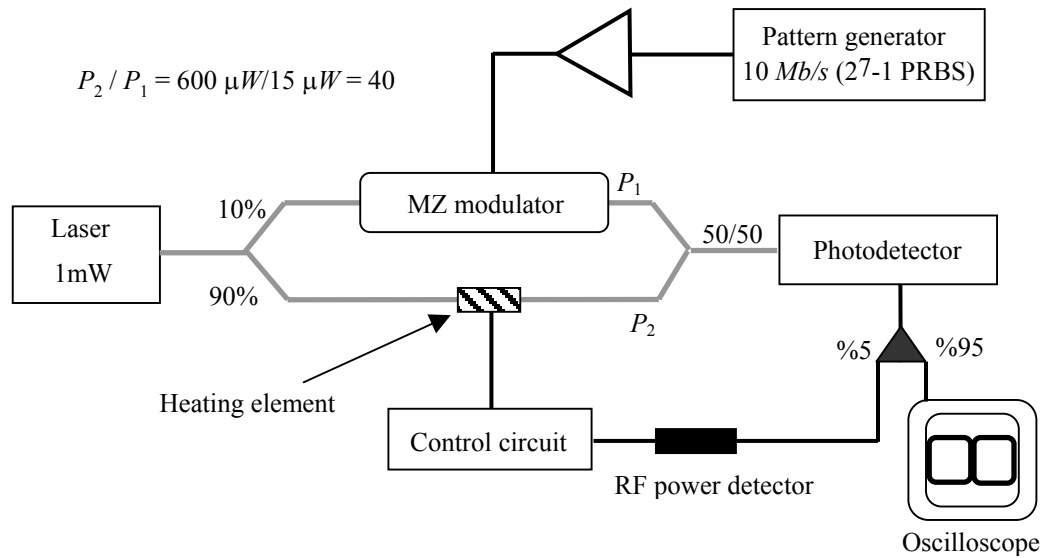 Pattern generator
10 Mb/s (27-1 PRBS)
P2 / P1 = 600 μW/15 μW = 40
MZ modulator
P1
10%
Laser
1mW
90%
50/50
Photodetector
P2
%5
%95
Heating element
Control circuit
RF power detector
Oscilloscope